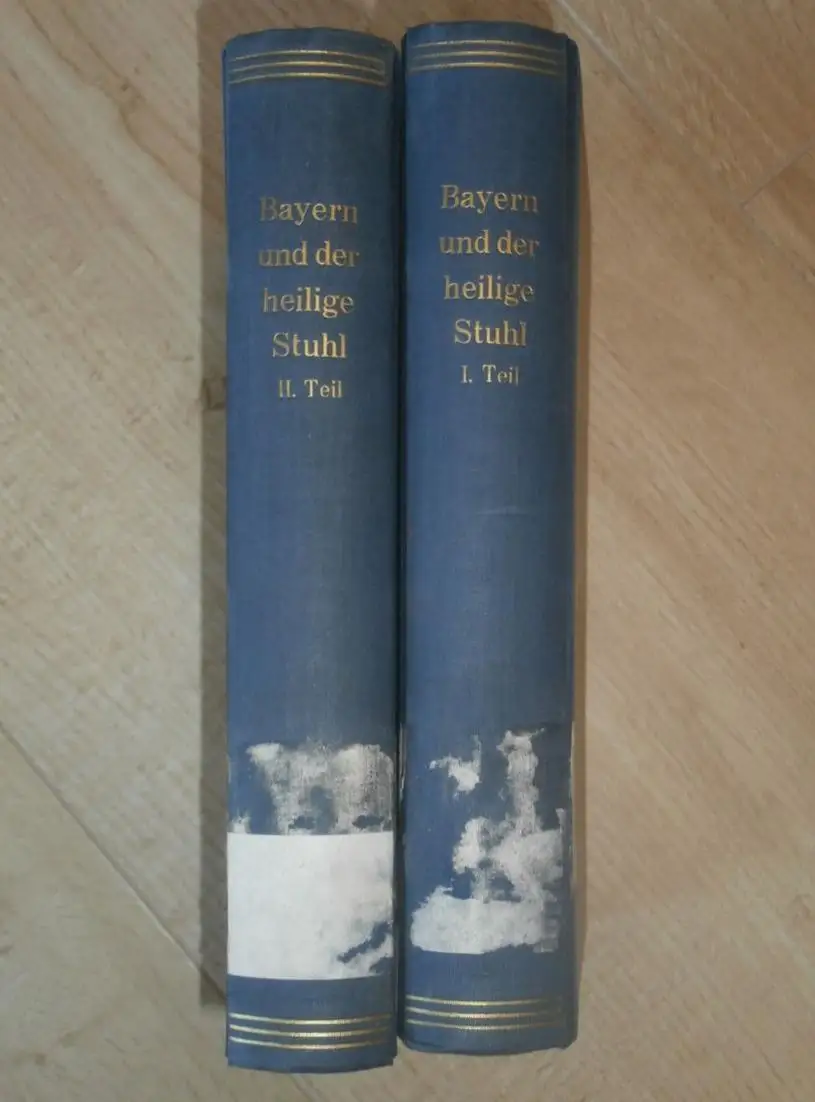 Bayern
und der
heilige
Stuhl
II. Teil
Bayern
und der
heilige
Stuhl
I. Teil